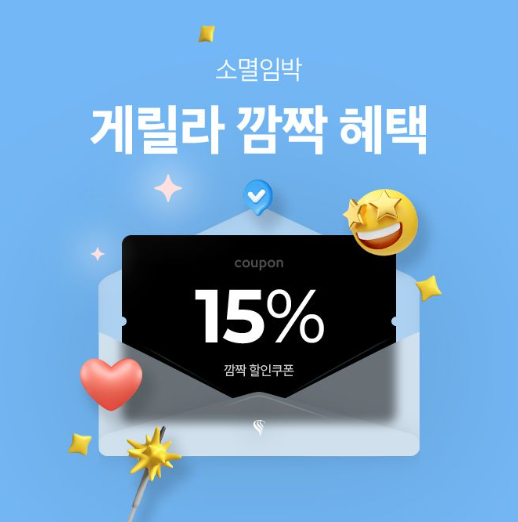 소멸임박
게릴라 깜짝 혜택
coupon
15%
깜짝 할인쿠폰